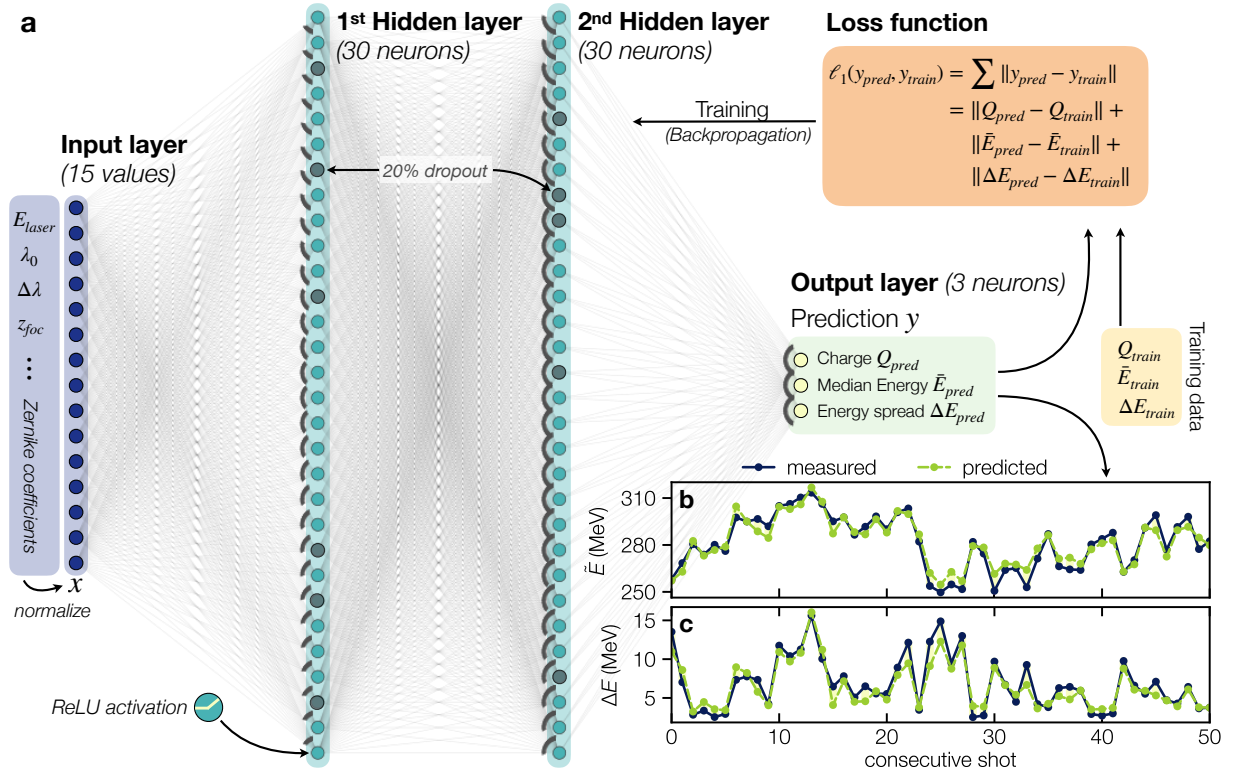 a
1st Hidden layer
(30 neurons)
2nd Hidden layer
(30 neurons)
Loss function
ℓ1(ypred, ytrain) = ∑ ‖ypred − ytrain‖
= ‖Qpred − Qtrain‖ +
‖Ēpred − Ētrain‖ +
‖ΔEpred − ΔEtrain‖
Training
(Backpropagation)
Input layer
(15 values)
20% dropout
Elaser
λ0
Δλ
zfoc
...
Zernike coefficients
x
normalize
ReLU activation
Output layer (3 neurons)
Prediction y
Charge Qpred
Median Energy Ēpred
Energy spread ΔEpred
Qtrain
Ētrain
ΔEtrain
Training data
measured
predicted
b
310
280
250
Ẽ (MeV)
c
15
10
5
ΔE (MeV)
0 10 20 30 40 50
consecutive shot